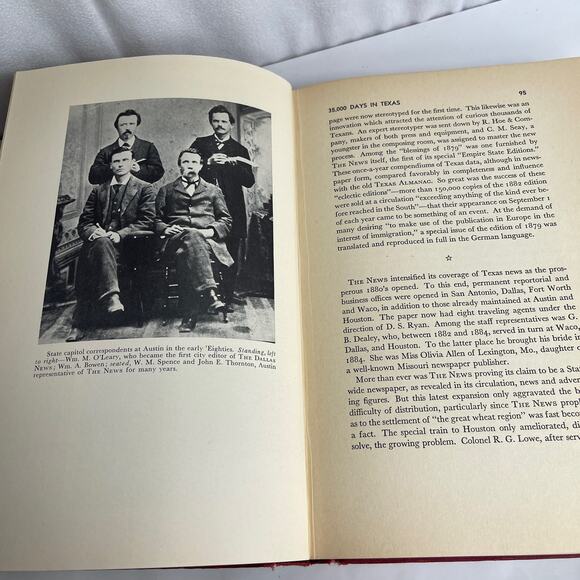 State capitol correspondents at Austin in the early 'Eighties. Standing, left
to right—Wm. M. O'Leary, who became the first city editor of THE DALLAS
NEWS; Wm. A. Bowen; seated, W. M. Spence and John E. Thornton, Austin
representative of THE NEWS for many years.
35,000 DAYS IN TEXAS 95
page were now stereotyped for the first time. This likewise was an
innovation which attracted the attention of curious thousands of
Texans. An expert stereotyper was sent down by R. Hoe & Com-
pany, makers of both press and equipment, and C. M. Seay, a
youngster in the composing room, was assigned to master the new
process. Among the "blessings of 1879" was one furnished by
THE NEWS itself, the first of its special "Empire State Editions."
These once-a-year compendiums of Texas data, although in news-
paper form, compared favorably in completeness and influence
with the old TEXAS ALMANAC. So great was the success of these
"eclectic editions"—more than 150,000 copies of the 1882 edition
were sold at a circulation "exceeding anything of the kind ever be-
fore reached in the South"—that their appearance on September 1
of each year came to be something of an event. At the demand of
many desiring "to make use of the publication in Europe in the
interest of immigration," a special issue of the edition of 1879 was
translated and reproduced in full in the German language.
☆
THE NEWS intensified its coverage of Texas news as the pros-
perous 1880's opened. To this end, permanent reportorial and
business offices were opened in San Antonio, Dallas, Fort Worth
and Waco, in addition to those already maintained at Austin and
Houston. The paper now had eight traveling agents under the
direction of D. S. Ryan. Among the staff representatives was G.
B. Dealey, who, between 1882 and 1884, served in turn at Waco,
Dallas, and Houston. To the latter place he brought his bride in
1884. She was Miss Olivia Allen of Lexington, Mo., daughter o
a well-known Missouri newspaper publisher.
More than ever was THE NEWS proving its claim to be a Sta
wide newspaper, as revealed in its circulation, news and adver
ing figures. But this latest expansion only aggravated the b
difficulty of distribution, particularly since THE NEWS proph
as to the settlement of "the great wheat region" was fast beco
a fact. The special train to Houston only ameliorated, di
solve, the growing problem. Colonel R. G. Lowe, after serv